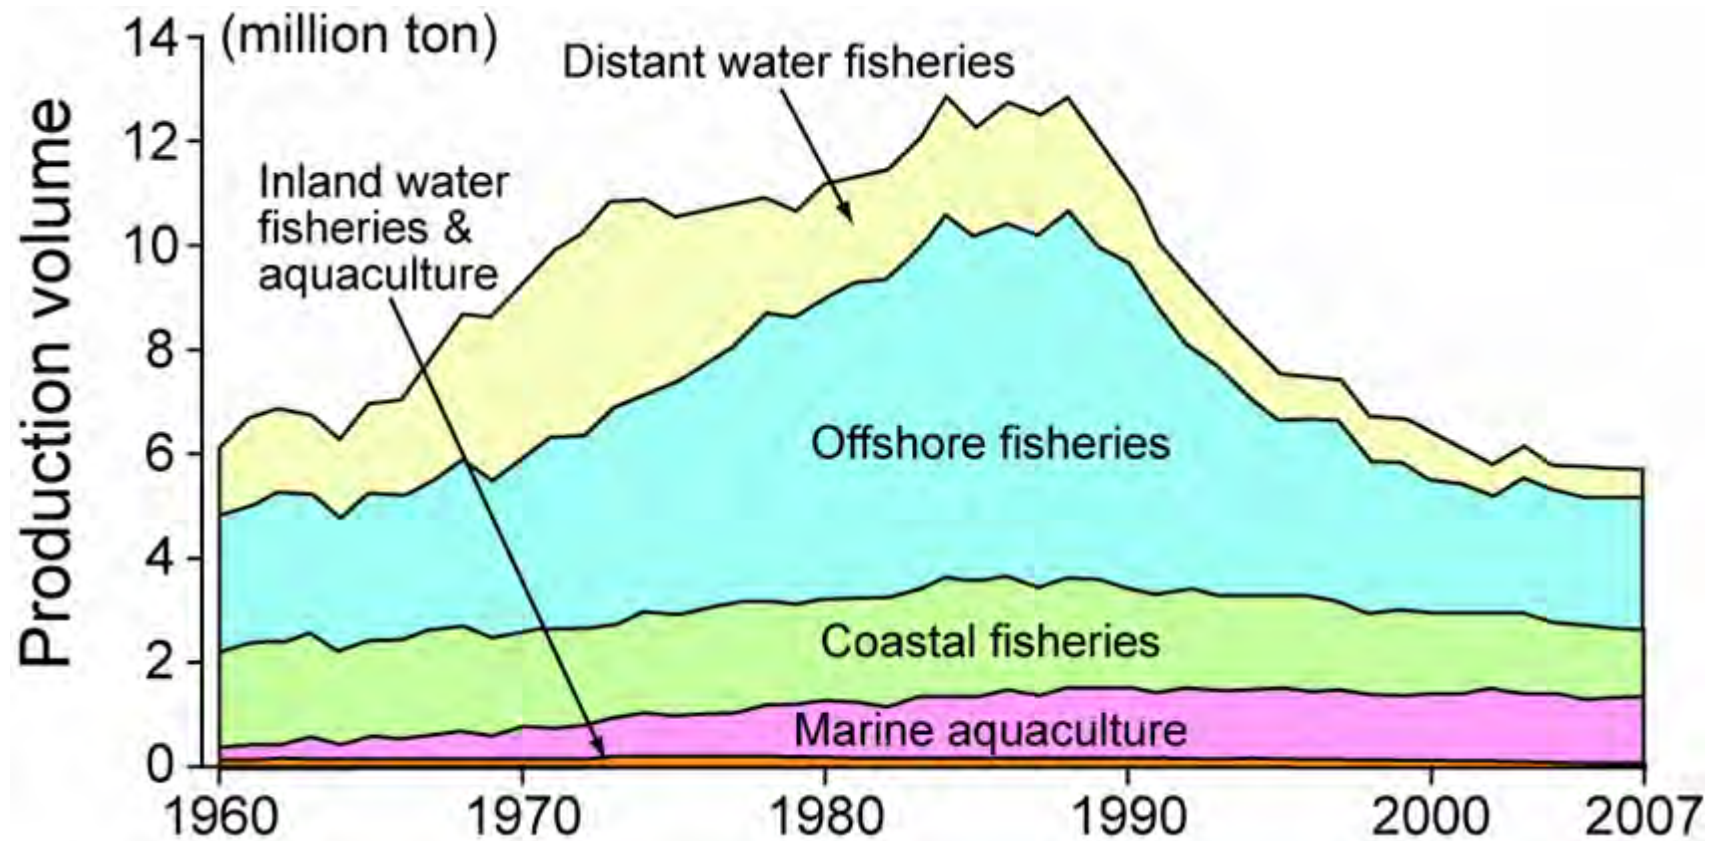 Production volume
(million ton)
14
12
10
8
6
4
2
0
Distant water fisheries
Inland water
fisheries &
aquaculture
Offshore fisheries
Coastal fisheries
Marine aquaculture
1960 1970 1980 1990 2000 2007